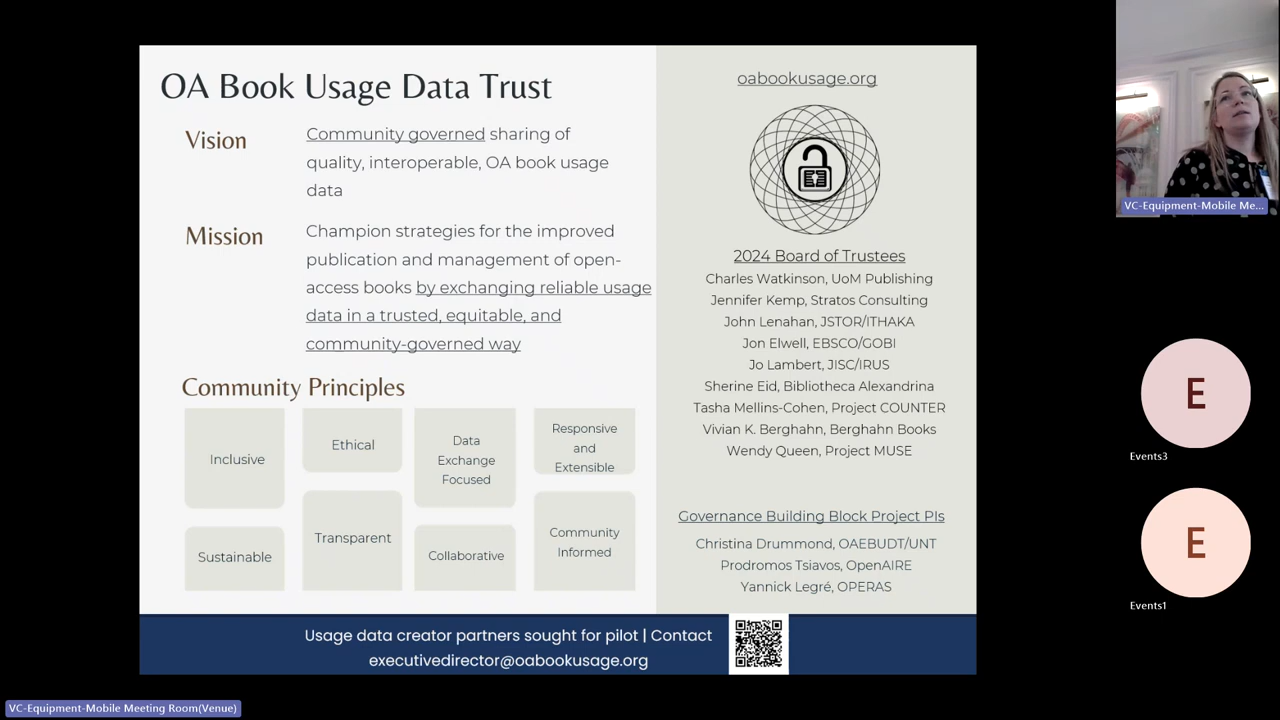 OA Book Usage Data Trust
Vision
Community governed sharing of
quality, interoperable, OA book usage
data
Mission
Champion strategies for the improved
publication and management of open-
access books by exchanging reliable usage
data in a trusted, equitable, and
community-governed way
Community Principles
Inclusive
Ethical
Data
Exchange
Focused
Responsive
and
Extensible
Sustainable
Transparent
Collaborative
Community
Informed
oabookusage.org
2024 Board of Trustees
Charles Watkinson, UoM Publishing
Jennifer Kemp, Stratos Consulting
John Lenahan, JSTOR/ITHAKA
Jon Elwell, EBSCO/GOBI
Jo Lambert, JISC/IRUS
Sherine Eid, Bibliotheca Alexandrina
Tasha Mellins-Cohen, Project COUNTER
Vivian K. Berghahn, Berghahn Books
Wendy Queen, Project MUSE
Governance Building Block Project PIs
Christina Drummond, OAEBUDT/UNT
Prodromos Tsiavos, OpenAIRE
Yannick Legré, OPERAS
Usage data creator partners sought for pilot | Contact
executivedirector@oabookusage.org
VC-Equipment-Mobile Me...
E
Events3
E
Events1
VC-Equipment-Mobile Meeting Room(Venue)